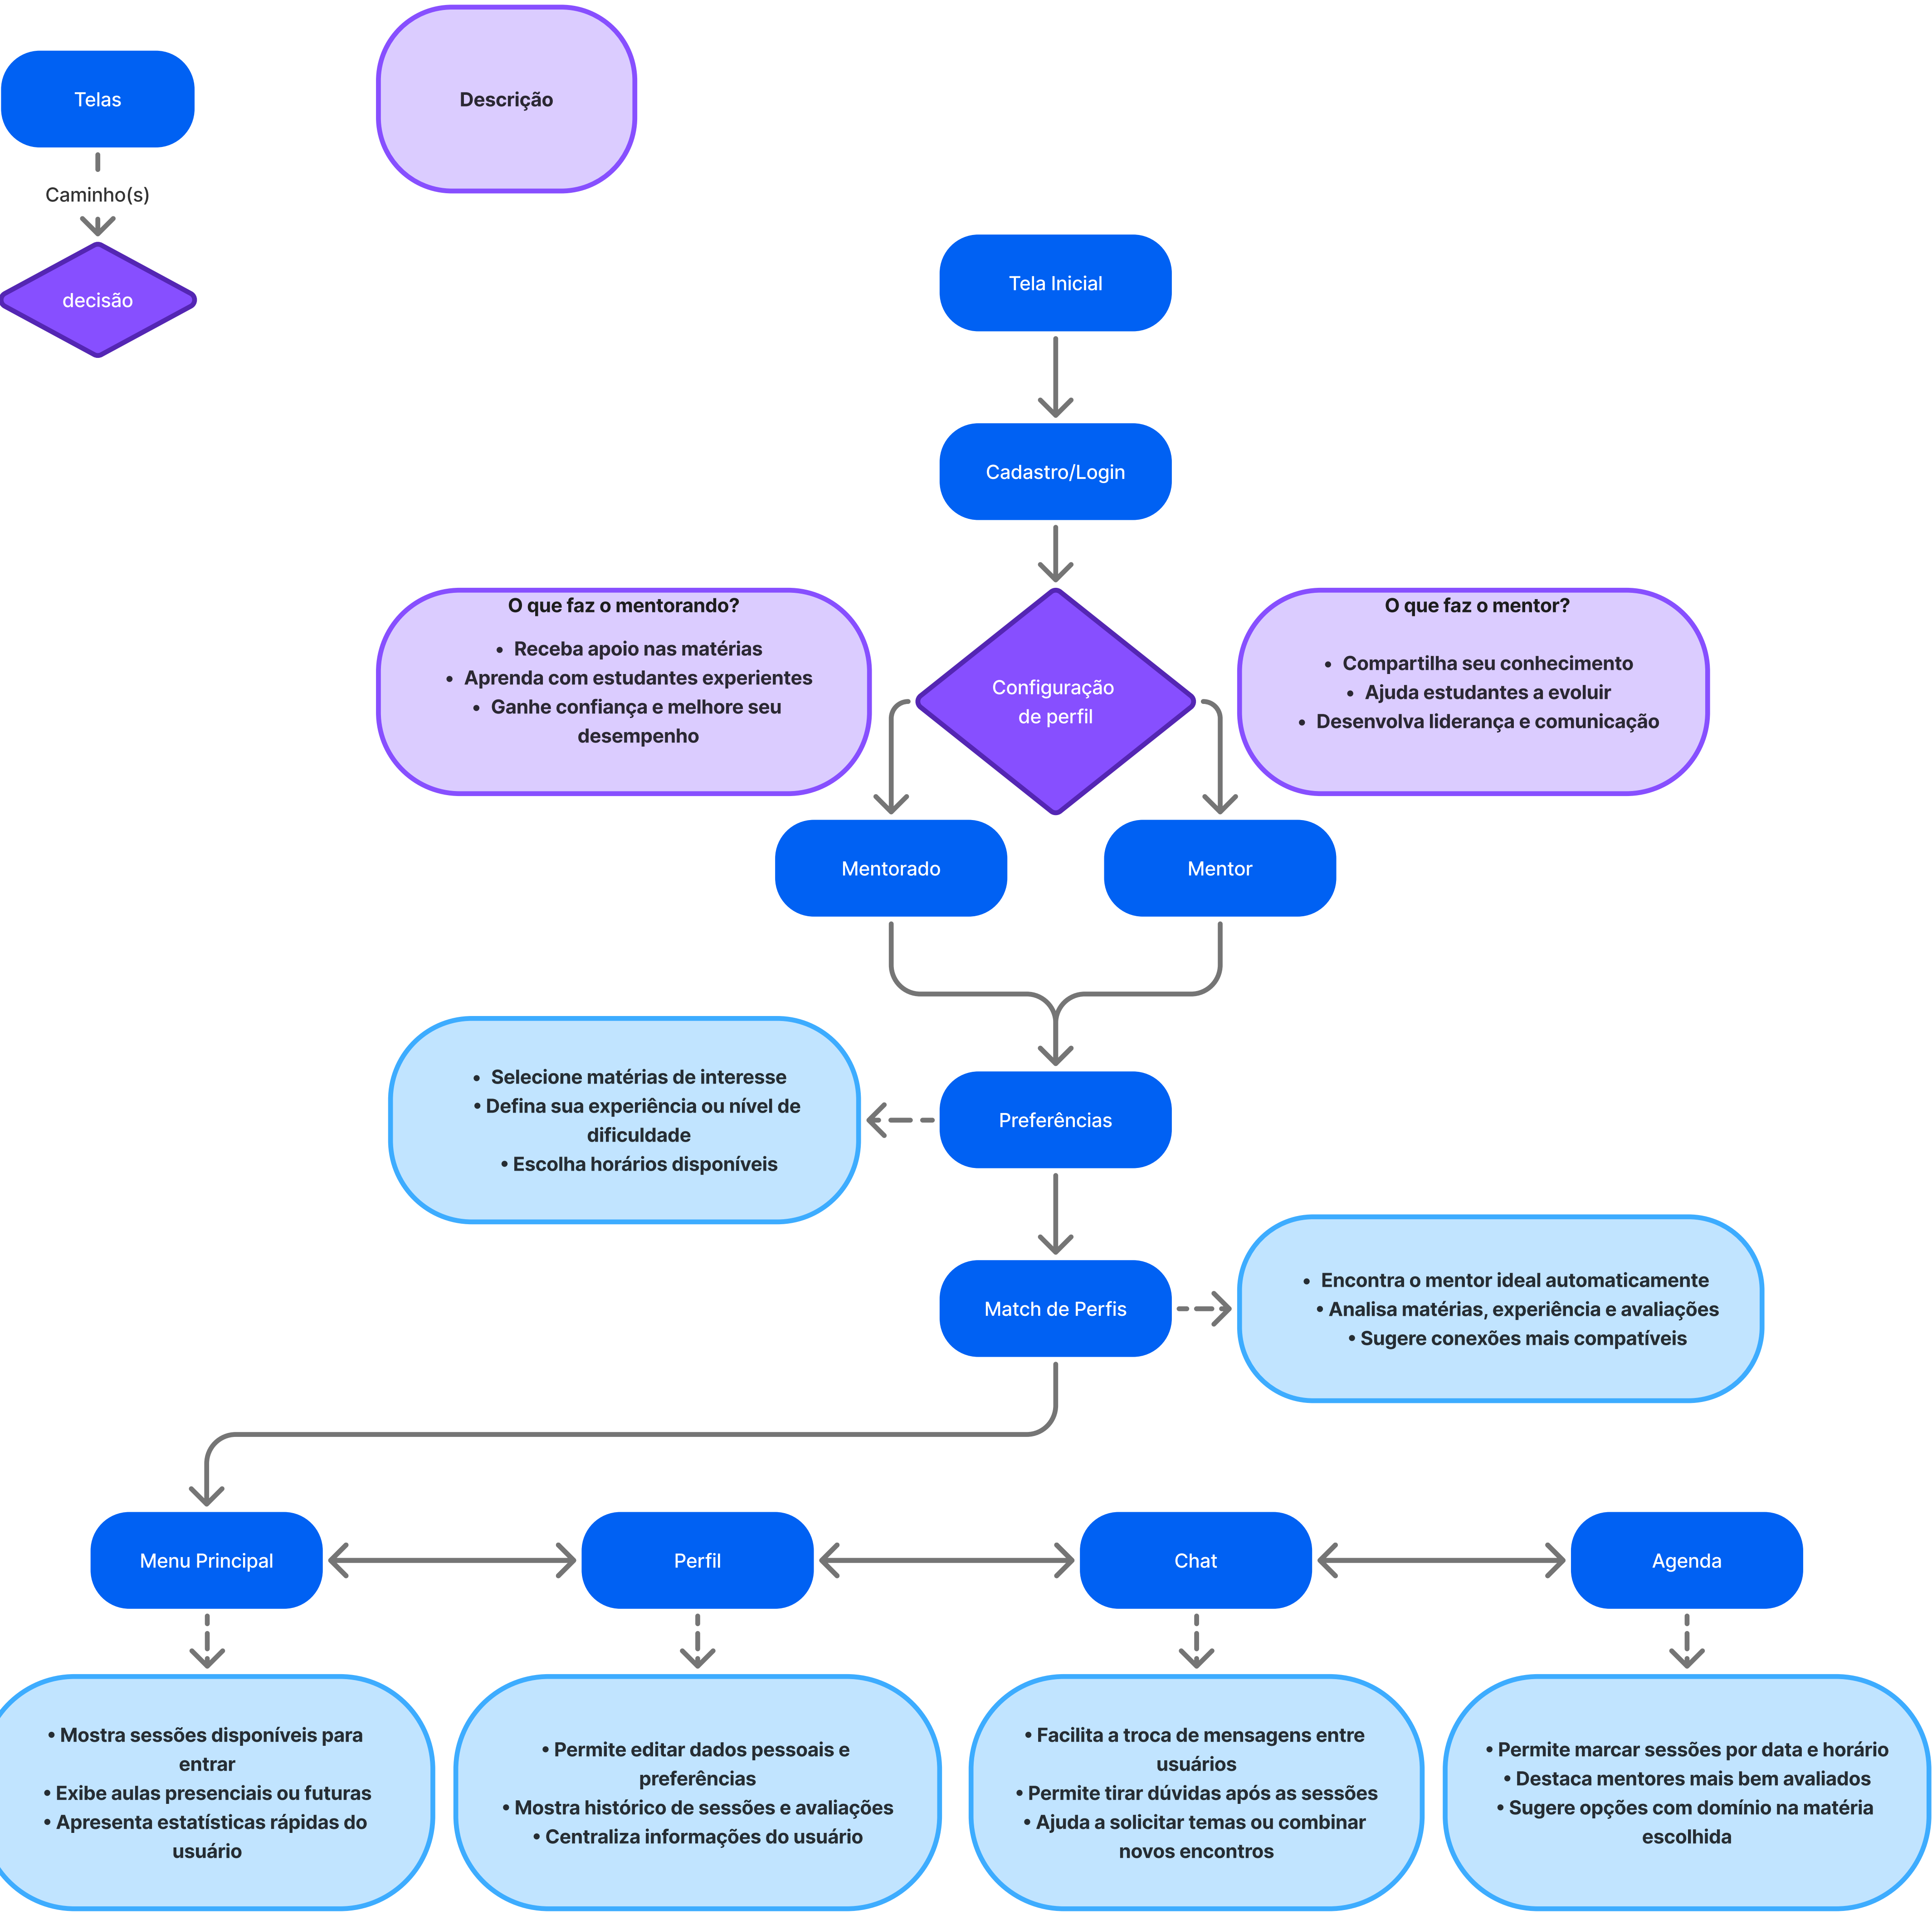 Telas
Descrição
Caminho(s)
decisão
Tela Inicial
Cadastro/Login
O que faz o mentorando?
• Receba apoio nas matérias
• Aprenda com estudantes experientes
• Ganhe confiança e melhore seu
desempenho
Configuração
de perfil
O que faz o mentor?
• Compartilha seu conhecimento
• Ajuda estudantes a evoluir
• Desenvolva liderança e comunicação
Mentorado
Mentor
• Selecione matérias de interesse
• Defina sua experiência ou nível de
dificuldade
• Escolha horários disponíveis
Preferências
Match de Perfis
• Encontra o mentor ideal automaticamente
• Analisa matérias, experiência e avaliações
• Sugere conexões mais compatíveis
Menu Principal
Perfil
Chat
Agenda
• Mostra sessões disponíveis para
entrar
• Exibe aulas presenciais ou futuras
• Apresenta estatísticas rápidas do
usuário
• Permite editar dados pessoais e
preferências
• Mostra histórico de sessões e avaliações
• Centraliza informações do usuário
• Facilita a troca de mensagens entre
usuários
• Permite tirar dúvidas após as sessões
• Ajuda a solicitar temas ou combinar
novos encontros
• Permite marcar sessões por data e horário
• Destaca mentores mais bem avaliados
• Sugere opções com domínio na matéria
escolhida